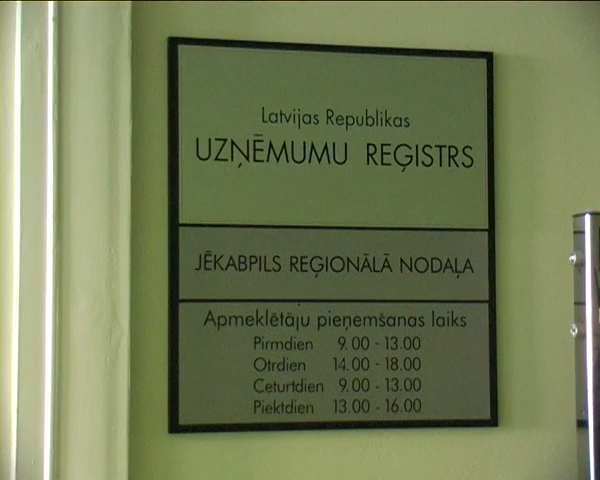 Latvijas Republikas
UZŅĒMUMU REĢISTRS
JĒKABPILS REĢIONĀLĀ NODAĻA
Apmeklētāju pieņemšanas laiks
Pirmdien 9.00 - 13.00
Otrdien 14.00 - 18.00
Ceturtdien 9.00 - 13.00
Piektdien 13.00 - 16.00